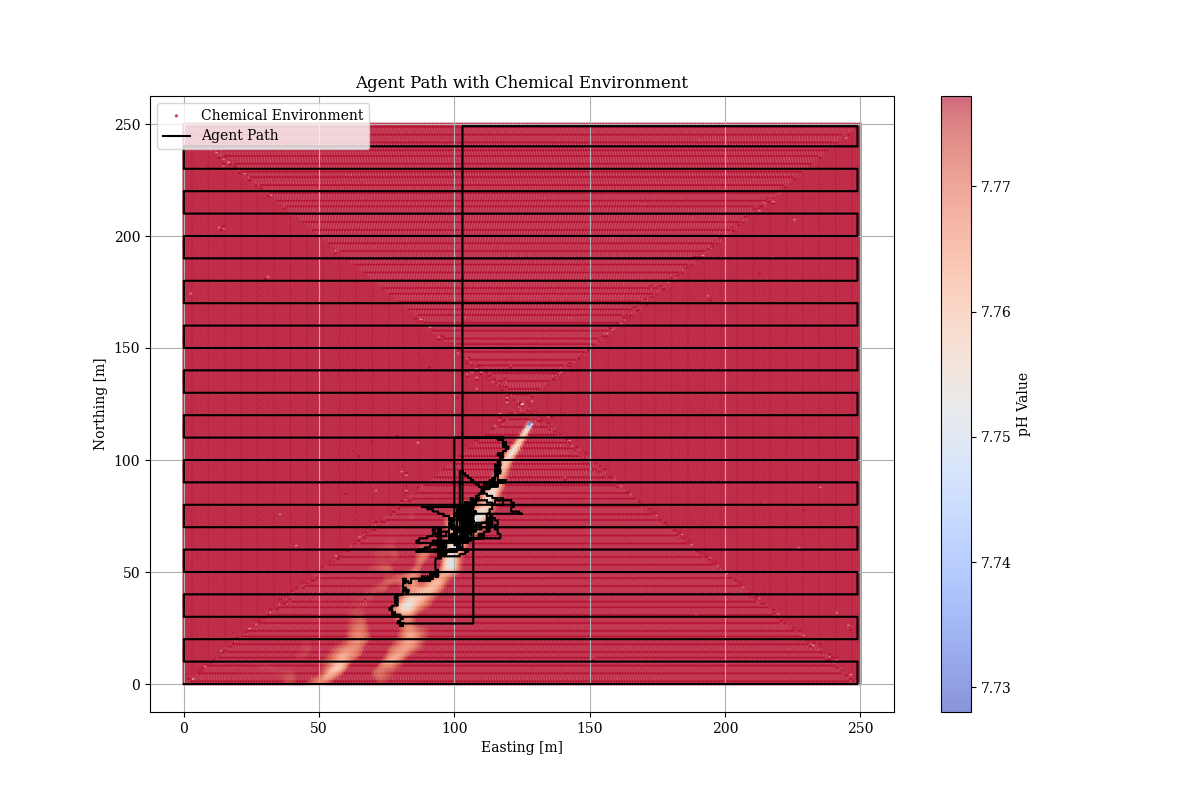 Agent Path with Chemical Environment
Chemical Environment
Agent Path
250
200
150
100
50
0
Northing [m]
0
50
100
150
200
250
Easting [m]
7.77
7.76
7.75
7.74
7.73
pH Value